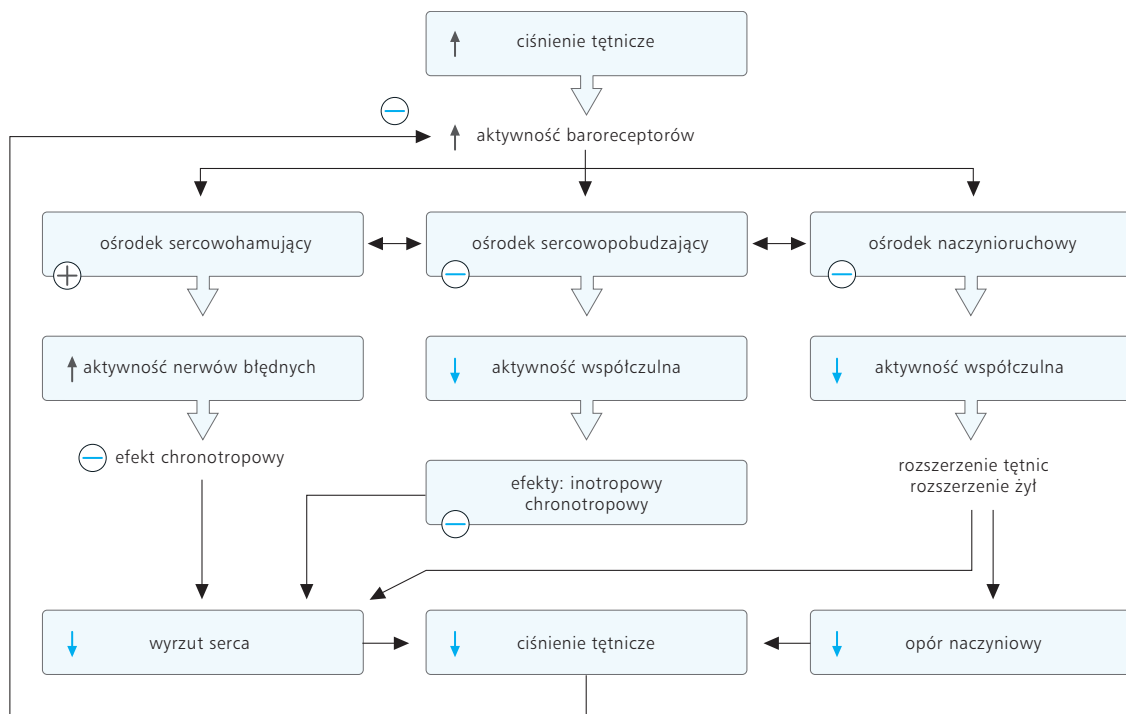 ciśnienie tętnicze
aktywność baroreceptorów
ośrodek sercowohamujący
ośrodek sercowopobudzający
ośrodek naczynioruchowy
aktywność nerwów błędnych
aktywność współczulna
aktywność współczulna
efekt chronotropowy
efekty: inotropowy
chronotropowy
rozszerzenie tętnic
rozszerzenie żył
wyrzut serca
ciśnienie tętnicze
opór naczyniowy